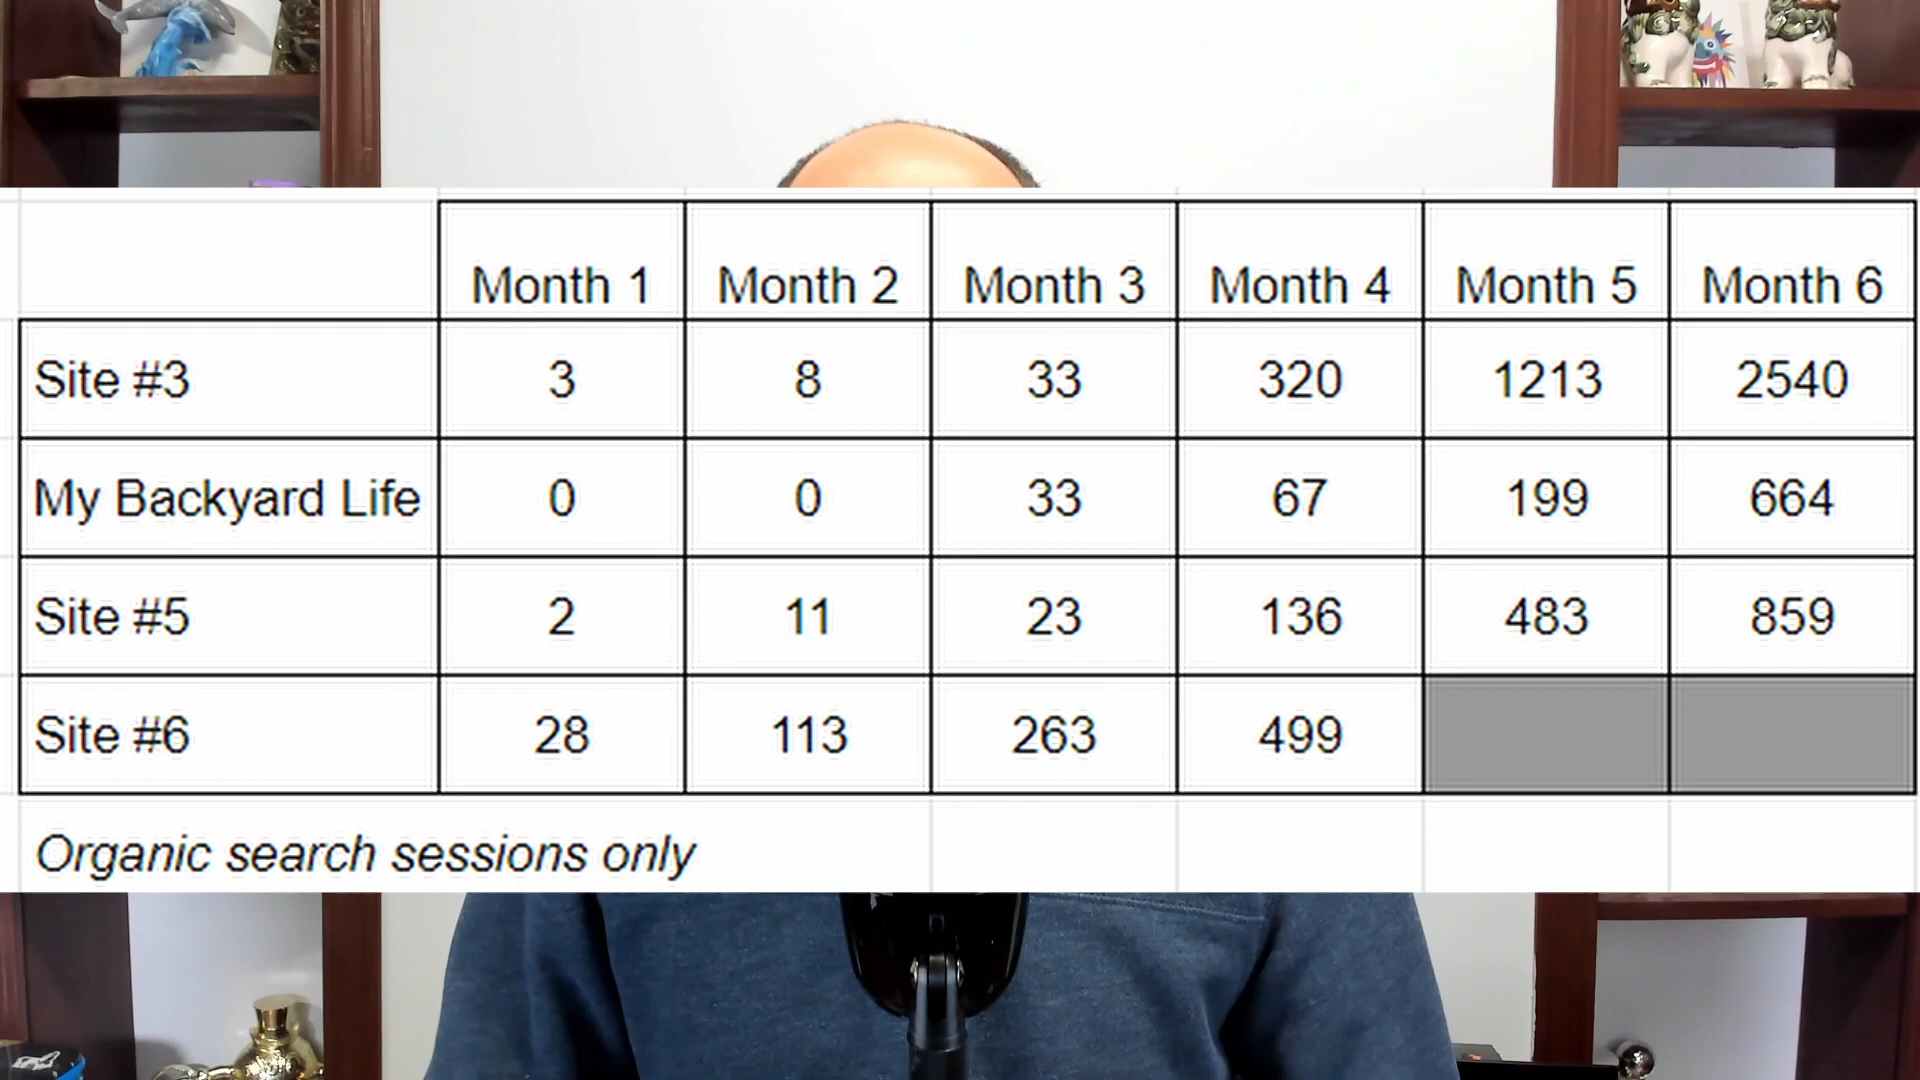 Month 1 Month 2 Month 3 Month 4 Month 5 Month 6
Site #3 3 8 33 320 1213 2540
My Backyard Life 0 0 33 67 199 664
Site #5 2 11 23 136 483 859
Site #6 28 113 263 499
Organic search sessions only